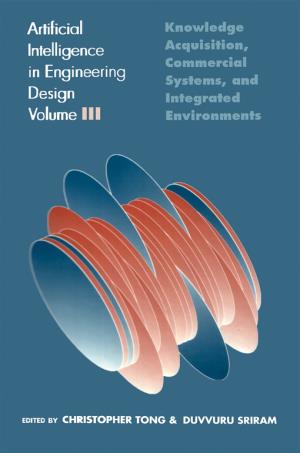 Artificial
Intelligence
in Engineering
Design
Volume III
Knowledge
Acquisition,
Commercial
Systems, and
Integrated
Environments
EDITED BY CHRISTOPHER TONG & DUVVURU SRIRAM